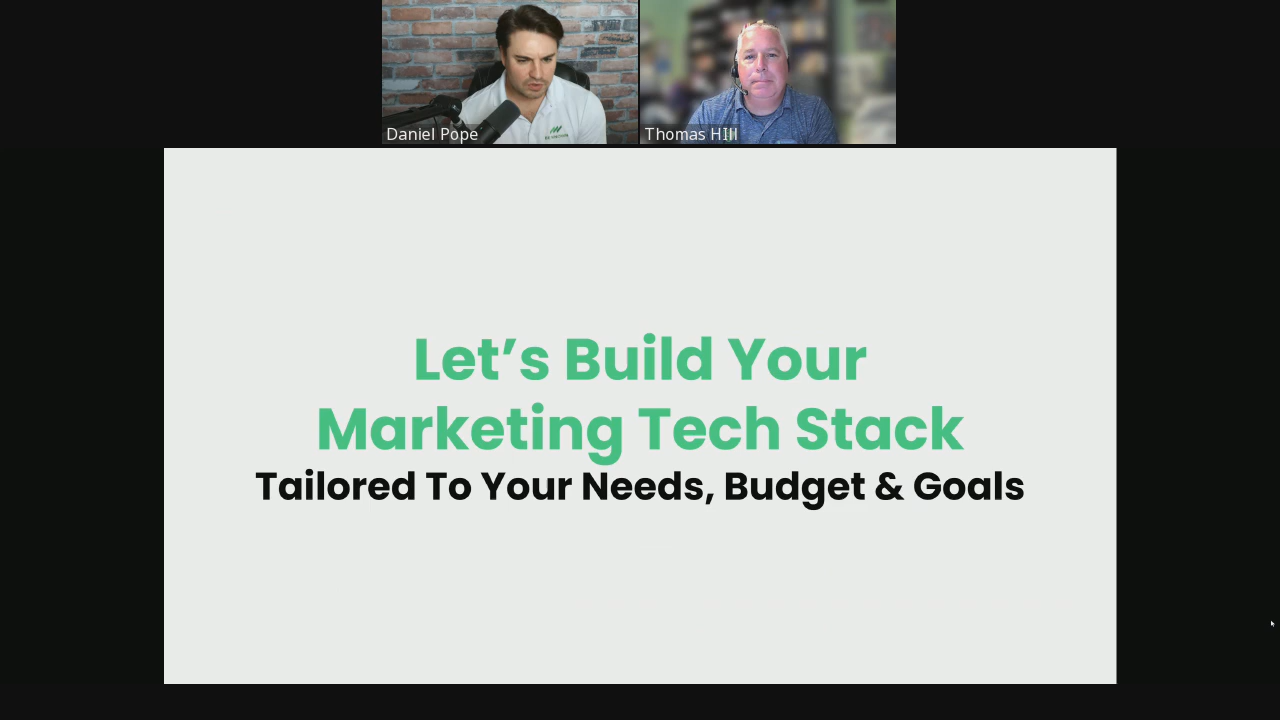 Daniel Pope
Thomas HIll
Let’s Build Your
Marketing Tech Stack
Tailored To Your Needs, Budget & Goals